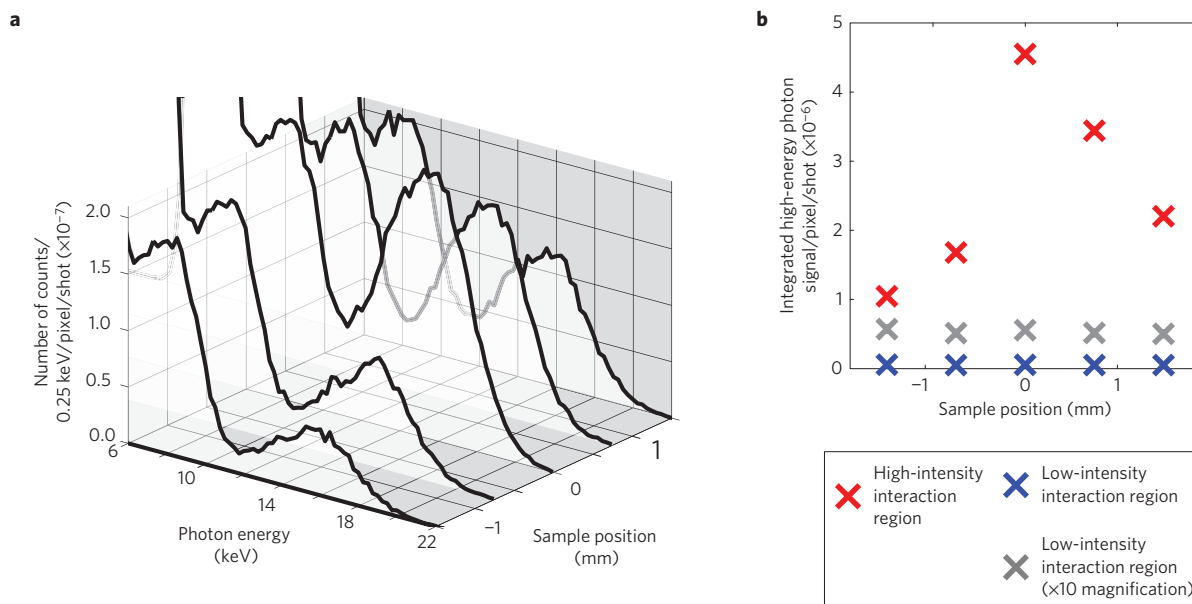 a
Number of counts/
0.25 keV/pixel/shot (×10⁻⁷)
2.0
1.5
1.0
0.5
0.0
6
10
14
18
22
Photon energy
(keV)
−1
0
1
Sample position
(mm)
b
Integrated high-energy photon
signal/pixel/shot (×10⁻⁶)
5
4
3
2
1
0
−1
0
1
Sample position (mm)
High-intensity
interaction
region
Low-intensity
interaction region
Low-intensity
interaction region
(×10 magnification)